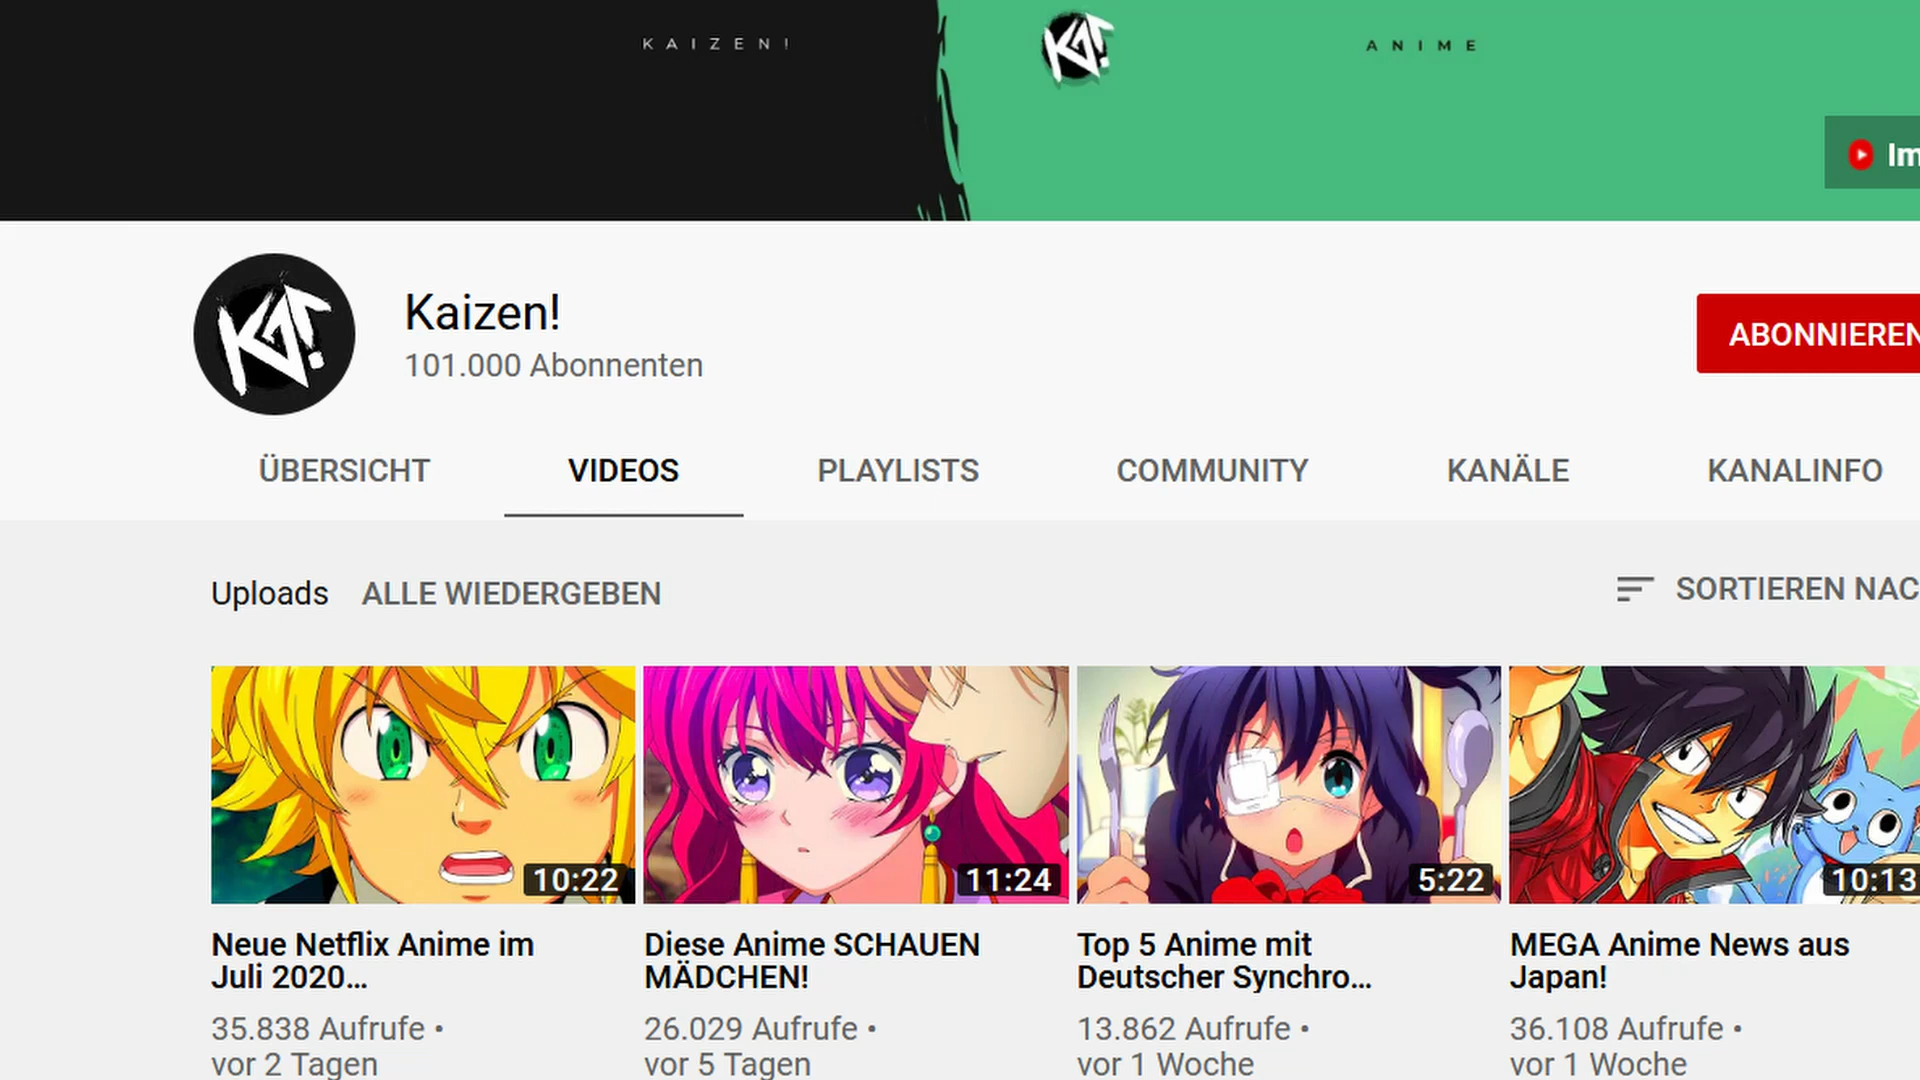 KAIZEN!
ANIME
Im
Kaizen!
101.000 Abonnenten
ABONNIEREN
ÜBERSICHT
VIDEOS
PLAYLISTS
COMMUNITY
KANÄLE
KANALINFO
Uploads
ALLE WIEDERGEBEN
SORTIEREN NAC
10:22
11:24
5:22
10:13
Neue Netflix Anime im
Juli 2020...
35.838 Aufrufe •
vor 2 Tagen
Diese Anime SCHAUEN
MÄDCHEN!
26.029 Aufrufe •
vor 5 Tagen
Top 5 Anime mit
Deutscher Synchro...
13.862 Aufrufe •
vor 1 Woche
MEGA Anime News aus
Japan!
36.108 Aufrufe •
vor 1 Woche